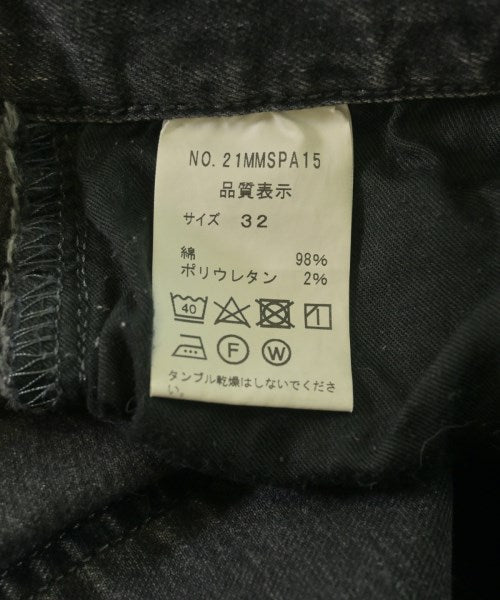 NO. 21MMSPA15
品質表示
サイズ 32
綿 98%
ポリウレタン 2%
40
F W
タンブル乾燥はしないでくださ
い。